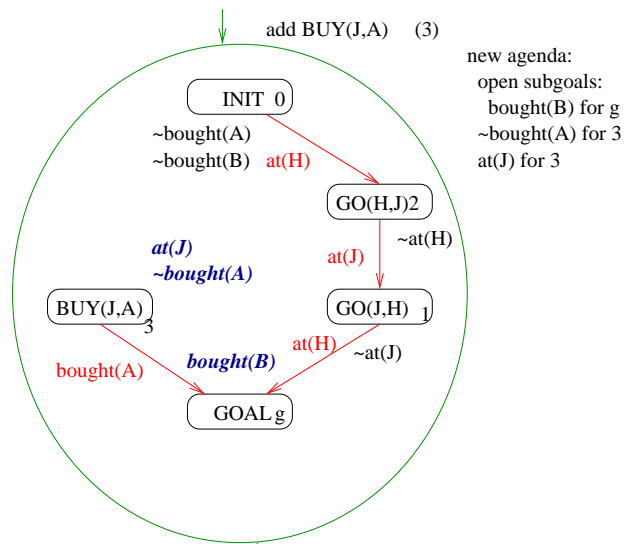 add BUY(J,A) (3)
new agenda:
open subgoals:
bought(B) for g
~bought(A) for 3
at(J) for 3
INIT 0
~bought(A)
~bought(B) at(H)
GO(H,J)2
~at(H)
at(J)
at(J)
~bought(A)
BUY(J,A) 3
GO(J,H) 1
at(H)
~at(J)
bought(A)
bought(B)
GOAL g